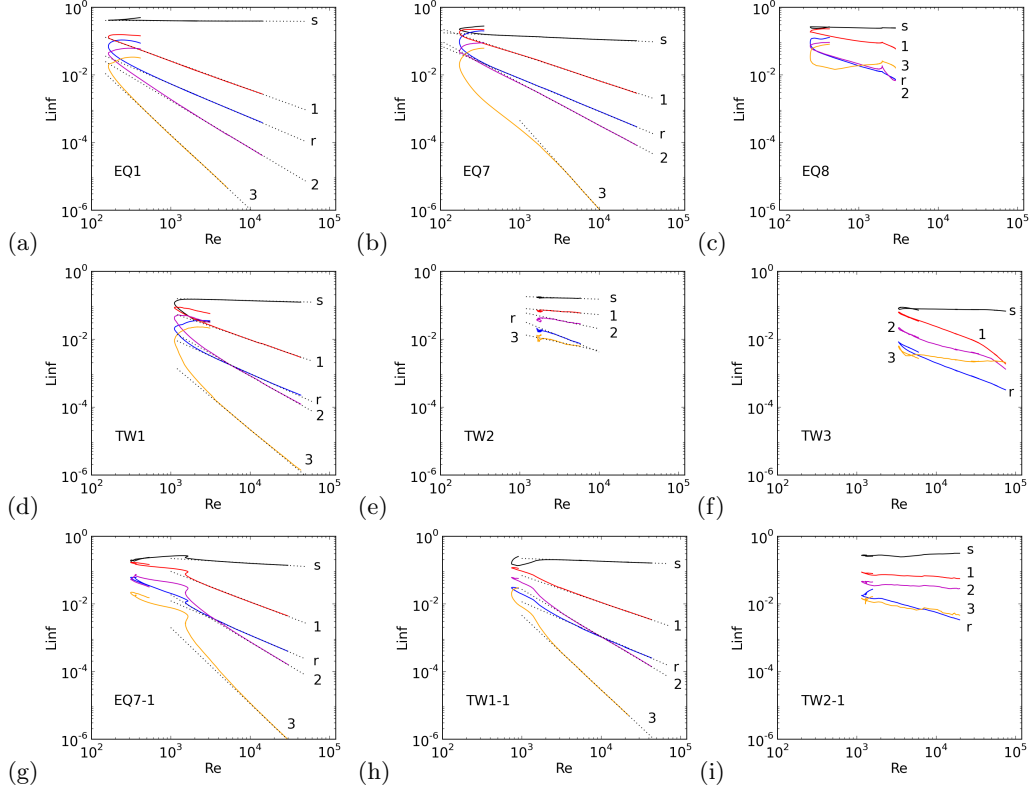 10^0
10^-2
10^-4
10^-6
Linf
s
1
r
2
3
EQ1
10^2 10^3 10^4 10^5
Re
(a)
10^0
10^-2
10^-4
10^-6
Linf
s
1
r
2
3
EQ7
10^2 10^3 10^4 10^5
Re
(b)
10^0
10^-2
10^-4
10^-6
Linf
s
1
3
r
2
EQ8
10^2 10^3 10^4 10^5
Re
(c)
10^0
10^-2
10^-4
10^-6
Linf
s
1
r
2
3
TW1
10^2 10^3 10^4 10^5
Re
(d)
10^0
10^-2
10^-4
10^-6
Linf
s
1
r
2
3
TW2
10^2 10^3 10^4 10^5
Re
(e)
10^0
10^-2
10^-4
10^-6
Linf
s
2
1
3
r
TW3
10^2 10^3 10^4 10^5
Re
(f)
10^0
10^-2
10^-4
10^-6
Linf
s
1
r
2
3
EQ7-1
10^2 10^3 10^4 10^5
Re
(g)
10^0
10^-2
10^-4
10^-6
Linf
s
1
r
2
3
TW1-1
10^2 10^3 10^4 10^5
Re
(h)
10^0
10^-2
10^-4
10^-6
Linf
s
1
2
3
r
TW2-1
10^2 10^3 10^4 10^5
Re
(i)